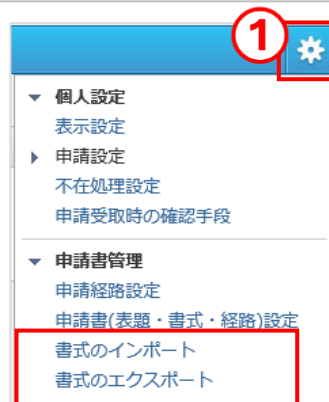 1
個人設定
表示設定
申請設定
不在処理設定
申請受取時の確認手段
申請書管理
申請経路設定
申請書(表題・書式・経路)設定
書式のインポート
書式のエクスポート